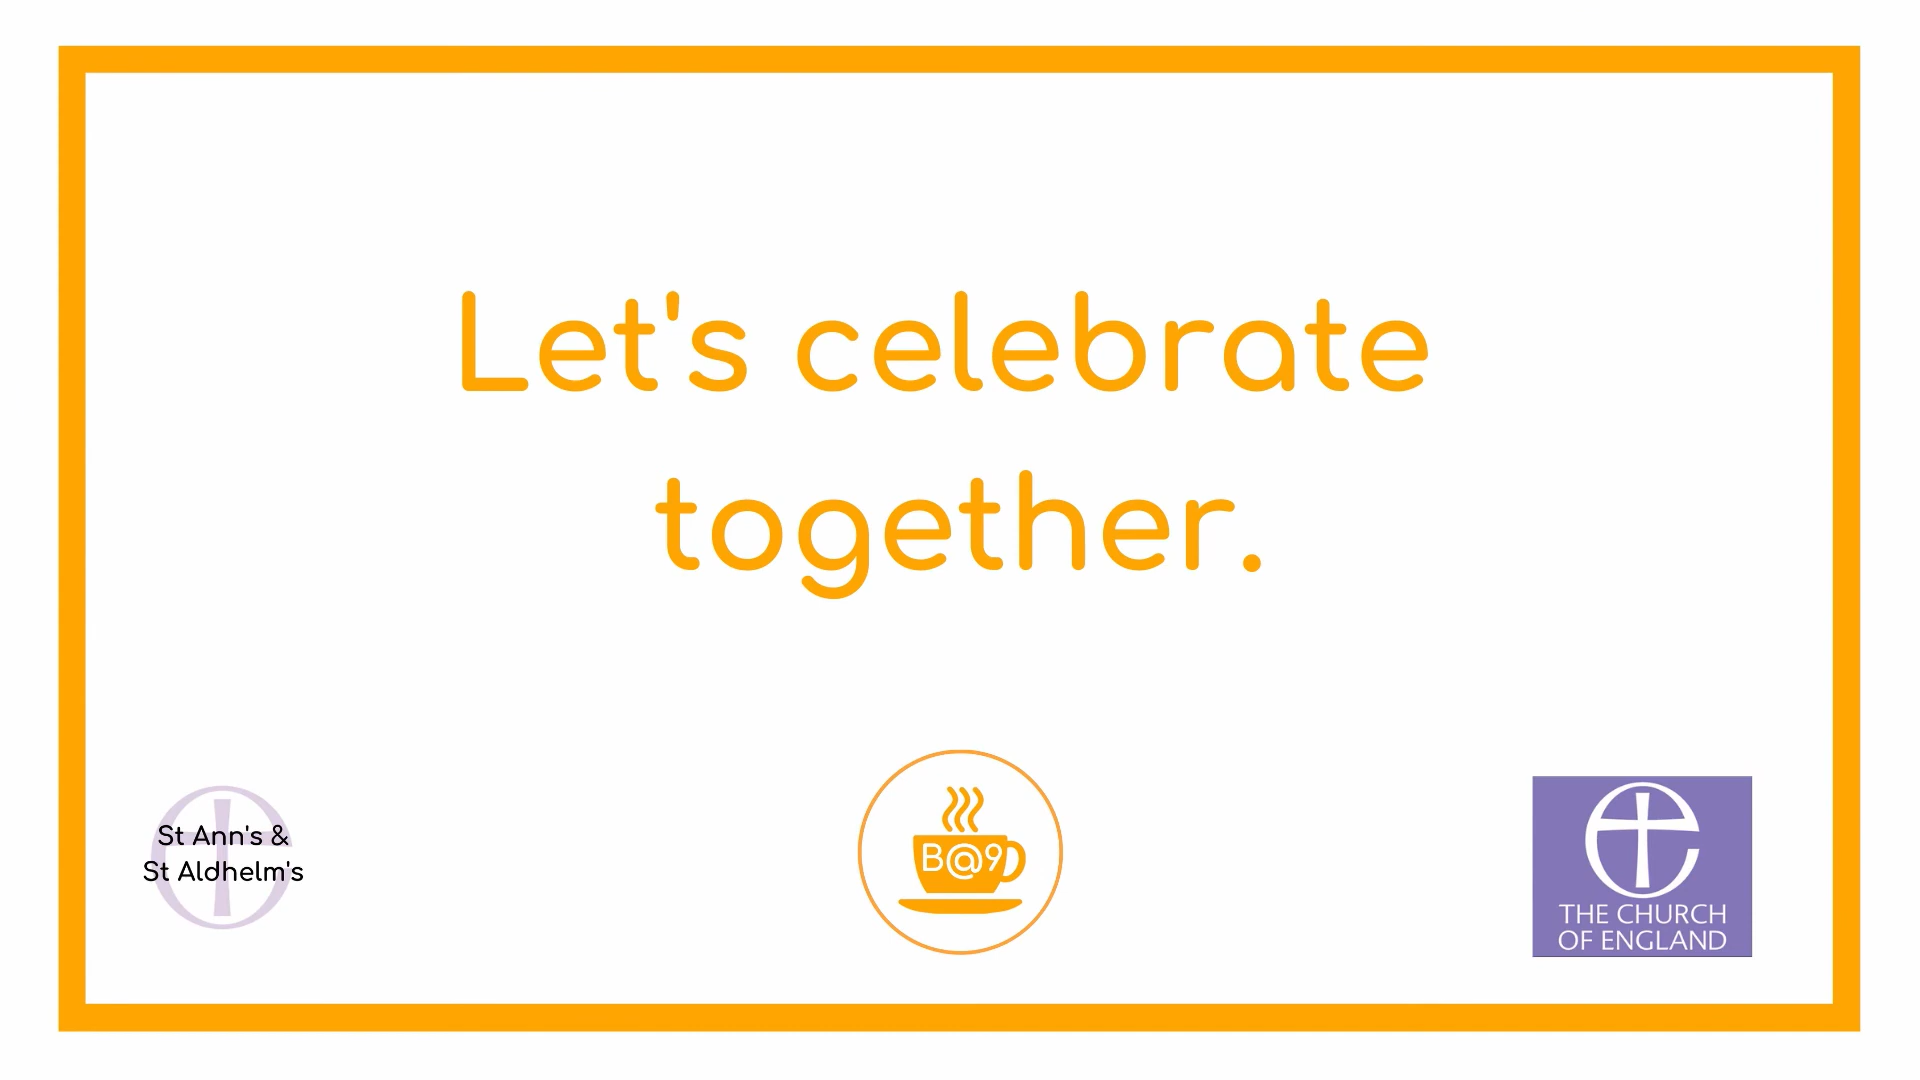 Let's celebrate
together.
St Ann's &
St Aldhelm's
B@9
THE CHURCH
OF ENGLAND